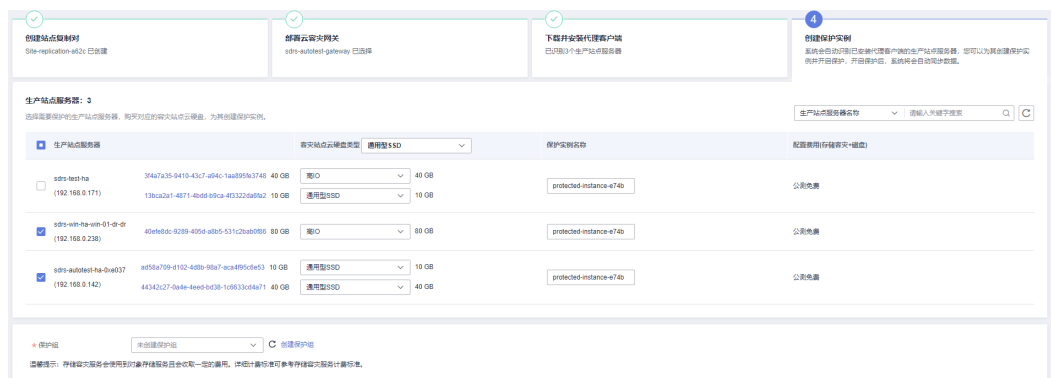 4
创建站点复制对
Site-replication-a62c 已创建
部署云容灾网关
sdrs-autotest-gateway 已选择
下载并安装代理客户端
已识别3个生产站点服务器
创建保护实例
系统会自动识别已安装代理客户端的生产站点服务器，您可以为其创建保护实
例并开启保护，开启保护后，系统将会自动同步数据。
生产站点服务器：3
选择需要保护的生产站点服务器，购买对应的容灾站点云硬盘，为其创建保护实例。
生产站点服务器名称 请输入关键字搜索
生产站点服务器 容灾站点云硬盘类型 通用型SSD 保护实例名称 配置费用(存储容灾+磁盘)
sdrs-test-ha
(192.168.0.171)
3f4a7a35-9410-43c7-a94c-1aa895fe3748 40 GB 高IO 40 GB
13bca2a1-4871-4bdd-b9ca-4f3322da6fa2 10 GB 通用型SSD 10 GB
protected-instance-e74b
公测免费
sdrs-win-ha-win-01-dr-dr
(192.168.0.238)
40efe8dc-9289-405d-a8b5-531c2bab0f86 80 GB 高IO 80 GB
protected-instance-e74b
公测免费
sdrs-autotest-ha-0xe037
(192.168.0.142)
ad58a709-d102-4d8b-98a7-aca4f95c6e53 10 GB 通用型SSD 10 GB
44342c27-0a4e-4eed-bd38-1c6633cd4a71 40 GB 通用型SSD 40 GB
protected-instance-e74b
公测免费
* 保护组 未创建保护组 C 创建保护组
温馨提示：存储容灾服务会使用到对象存储服务且会收取一定的费用。详细计费标准可参考存储容灾服务计费标准。